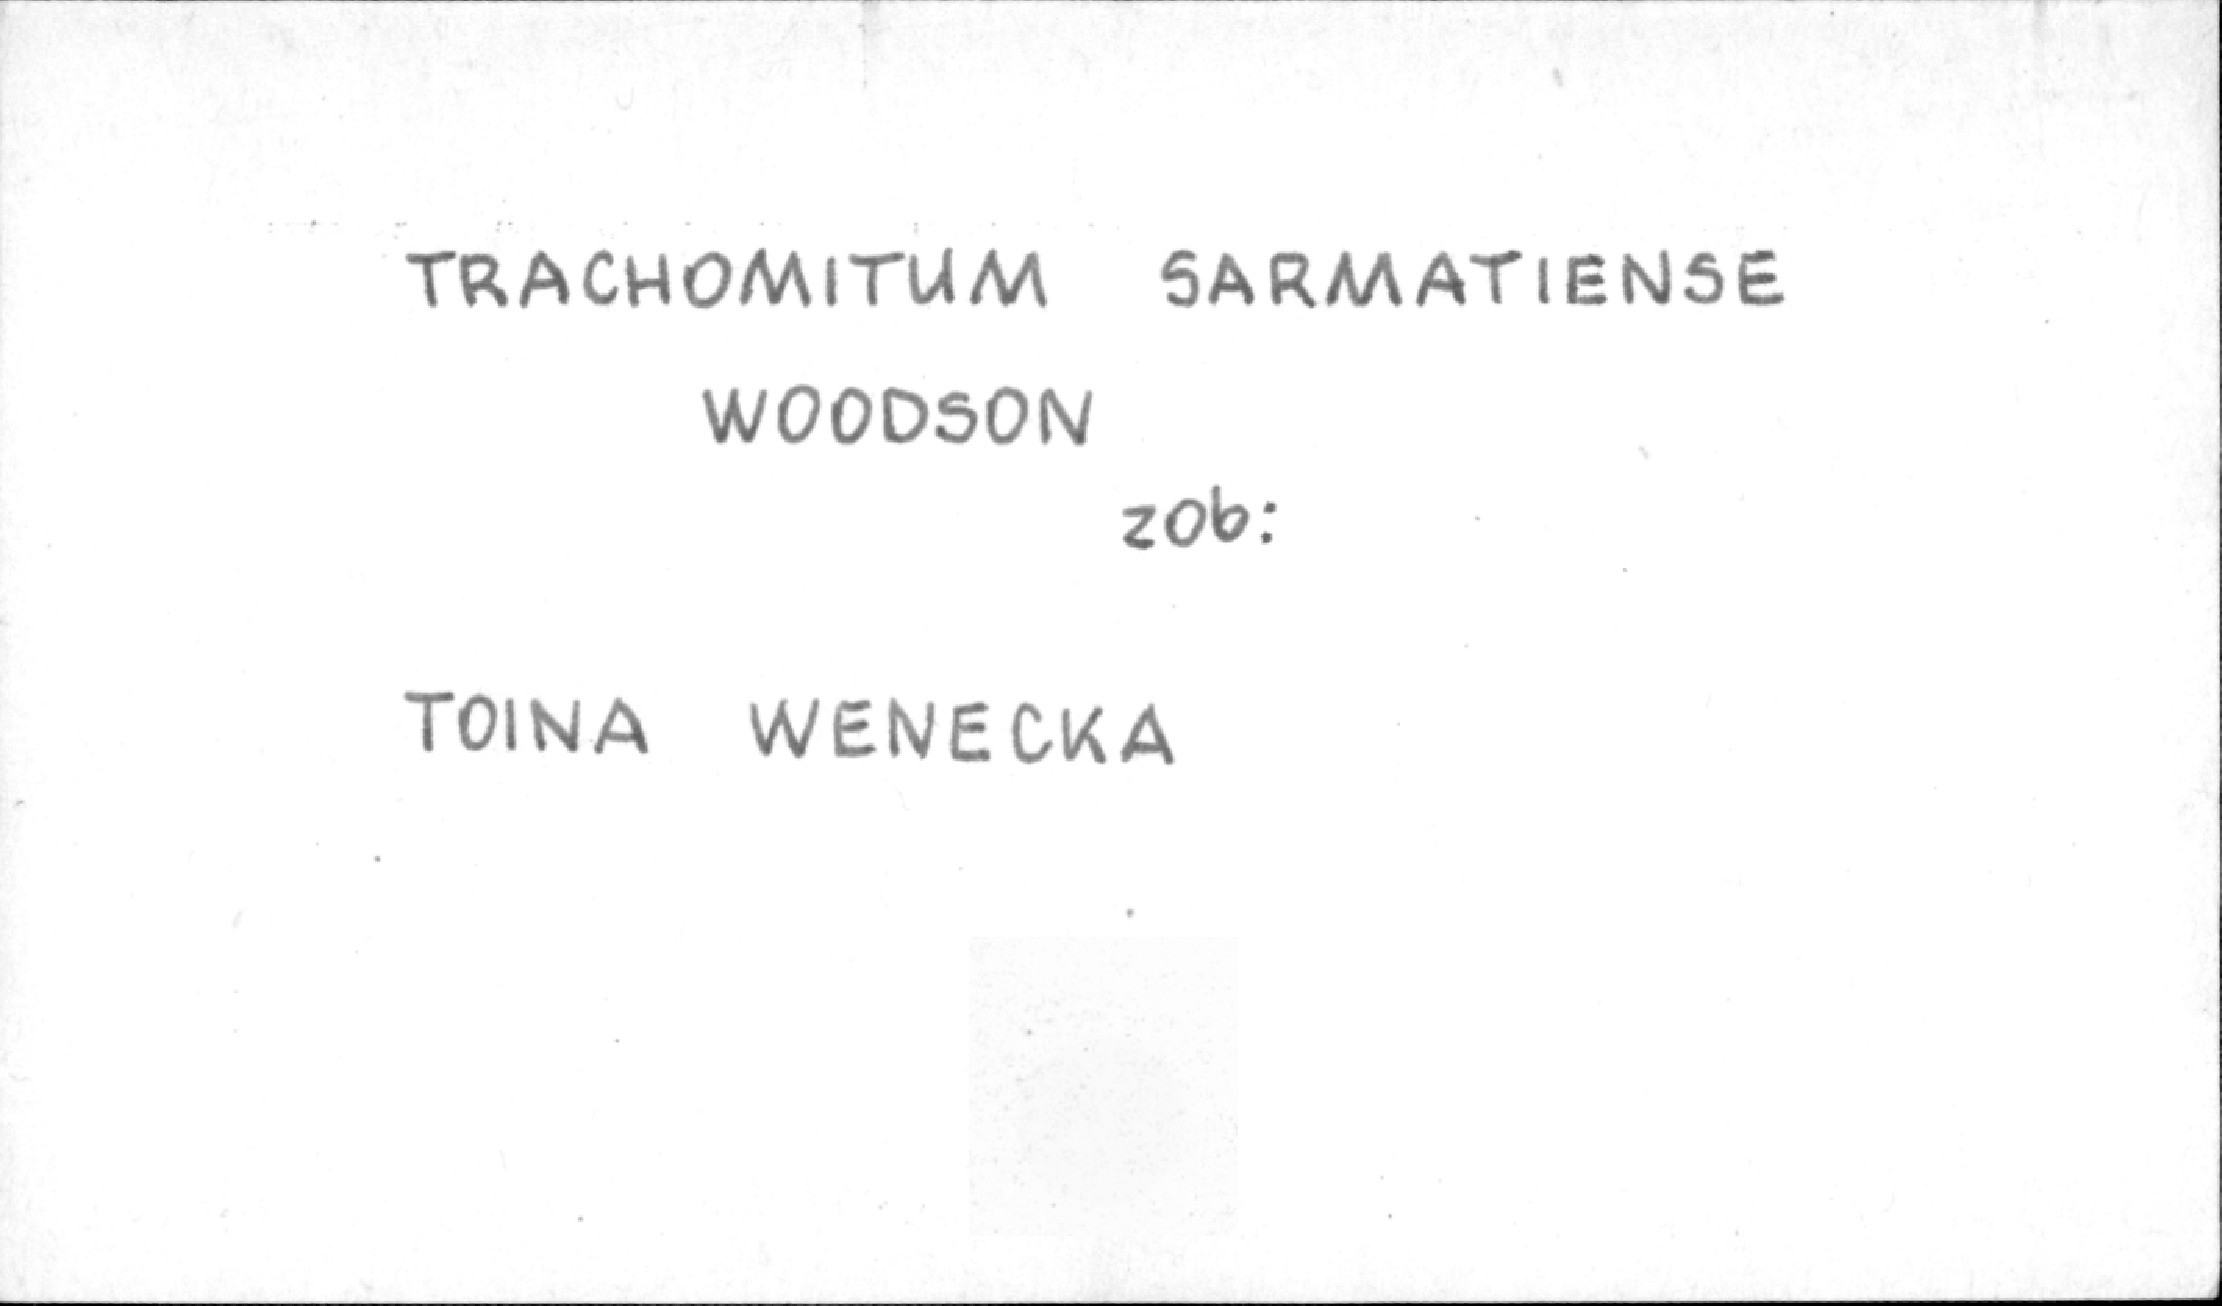 TRACHOMITUM SARMATIENSE
WOODSON
zob:
TOINA WENECKA